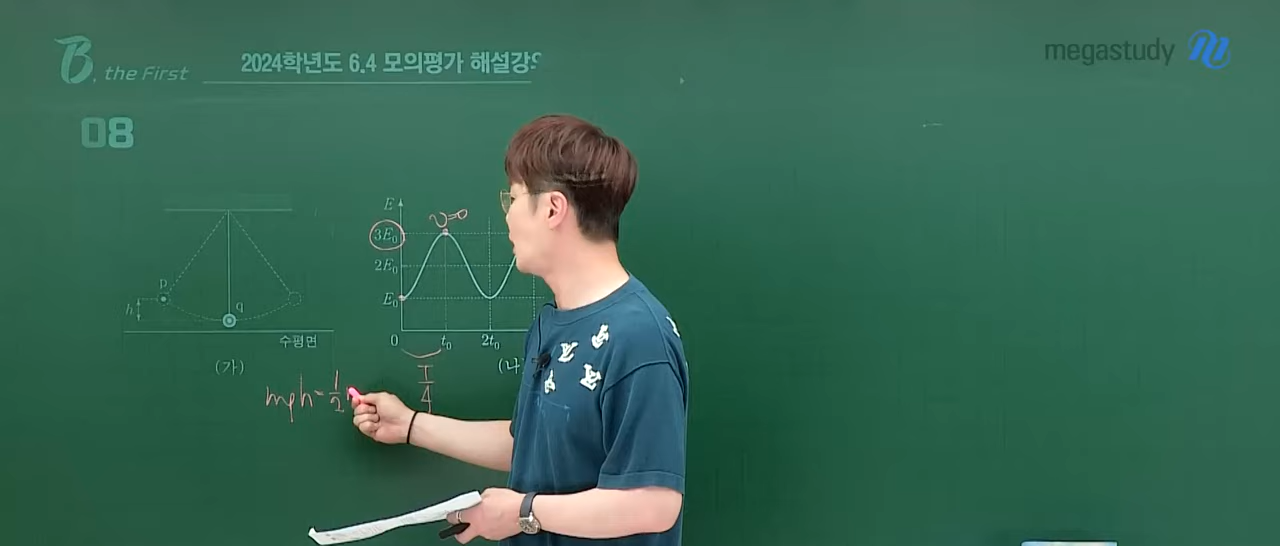 B. the First
2024학년도 6.4 모의평가 해설강의
megastudy
08
P
h
q
수평면
(가)
E
3E₀
2E₀
E₀
0
t₀
2t₀
v=0
T/4
(나)
mgh=1/2